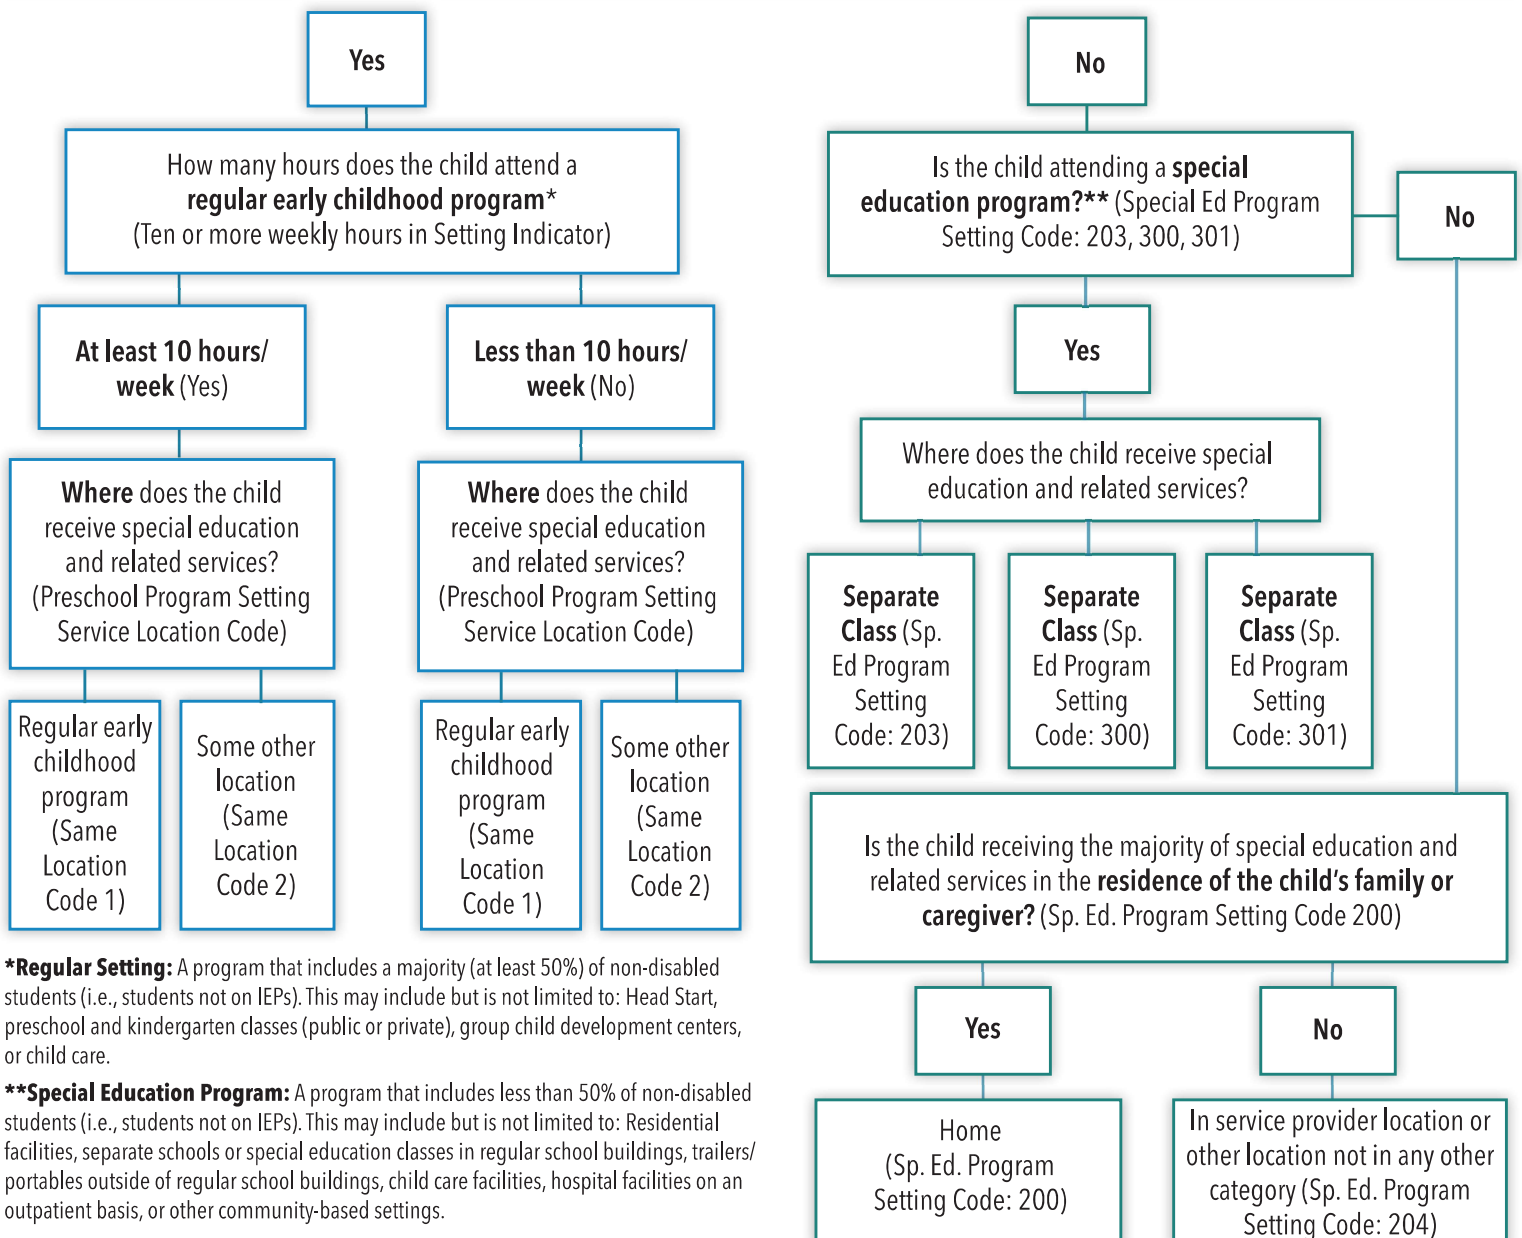 Yes
How many hours does the child attend a
regular early childhood program*
(Ten or more weekly hours in Setting Indicator)
At least 10 hours/
week (Yes)
Less than 10 hours/
week (No)
Where does the child
receive special education
and related services?
(Preschool Program Setting
Service Location Code)
Where does the child
receive special education
and related services?
(Preschool Program Setting
Service Location Code)
Regular early
childhood
program
(Same
Location
Code 1)
Some other
location
(Same
Location
Code 2)
Regular early
childhood
program
(Same
Location
Code 1)
Some other
location
(Same
Location
Code 2)
*Regular Setting: A program that includes a majority (at least 50%) of non-disabled
students (i.e., students not on IEPs). This may include but is not limited to: Head Start,
preschool and kindergarten classes (public or private), group child development centers,
or child care.
**Special Education Program: A program that includes less than 50% of non-disabled
students (i.e., students not on IEPs). This may include but is not limited to: Residential
facilities, separate schools or special education classes in regular school buildings, trailers/
portables outside of regular school buildings, child care facilities, hospital facilities on an
outpatient basis, or other community-based settings.
No
Is the child attending a special
education program?** (Special Ed Program
Setting Code: 203, 300, 301)
No
Yes
Where does the child receive special
education and related services?
Separate
Class (Sp.
Ed Program
Setting
Code: 203)
Separate
Class (Sp.
Ed Program
Setting
Code: 300)
Separate
Class (Sp.
Ed Program
Setting
Code: 301)
Is the child receiving the majority of special education and
related services in the residence of the child's family or
caregiver? (Sp. Ed. Program Setting Code 200)
Yes
No
Home
(Sp. Ed. Program
Setting Code: 200)
In service provider location or
other location not in any other
category (Sp. Ed. Program
Setting Code: 204)